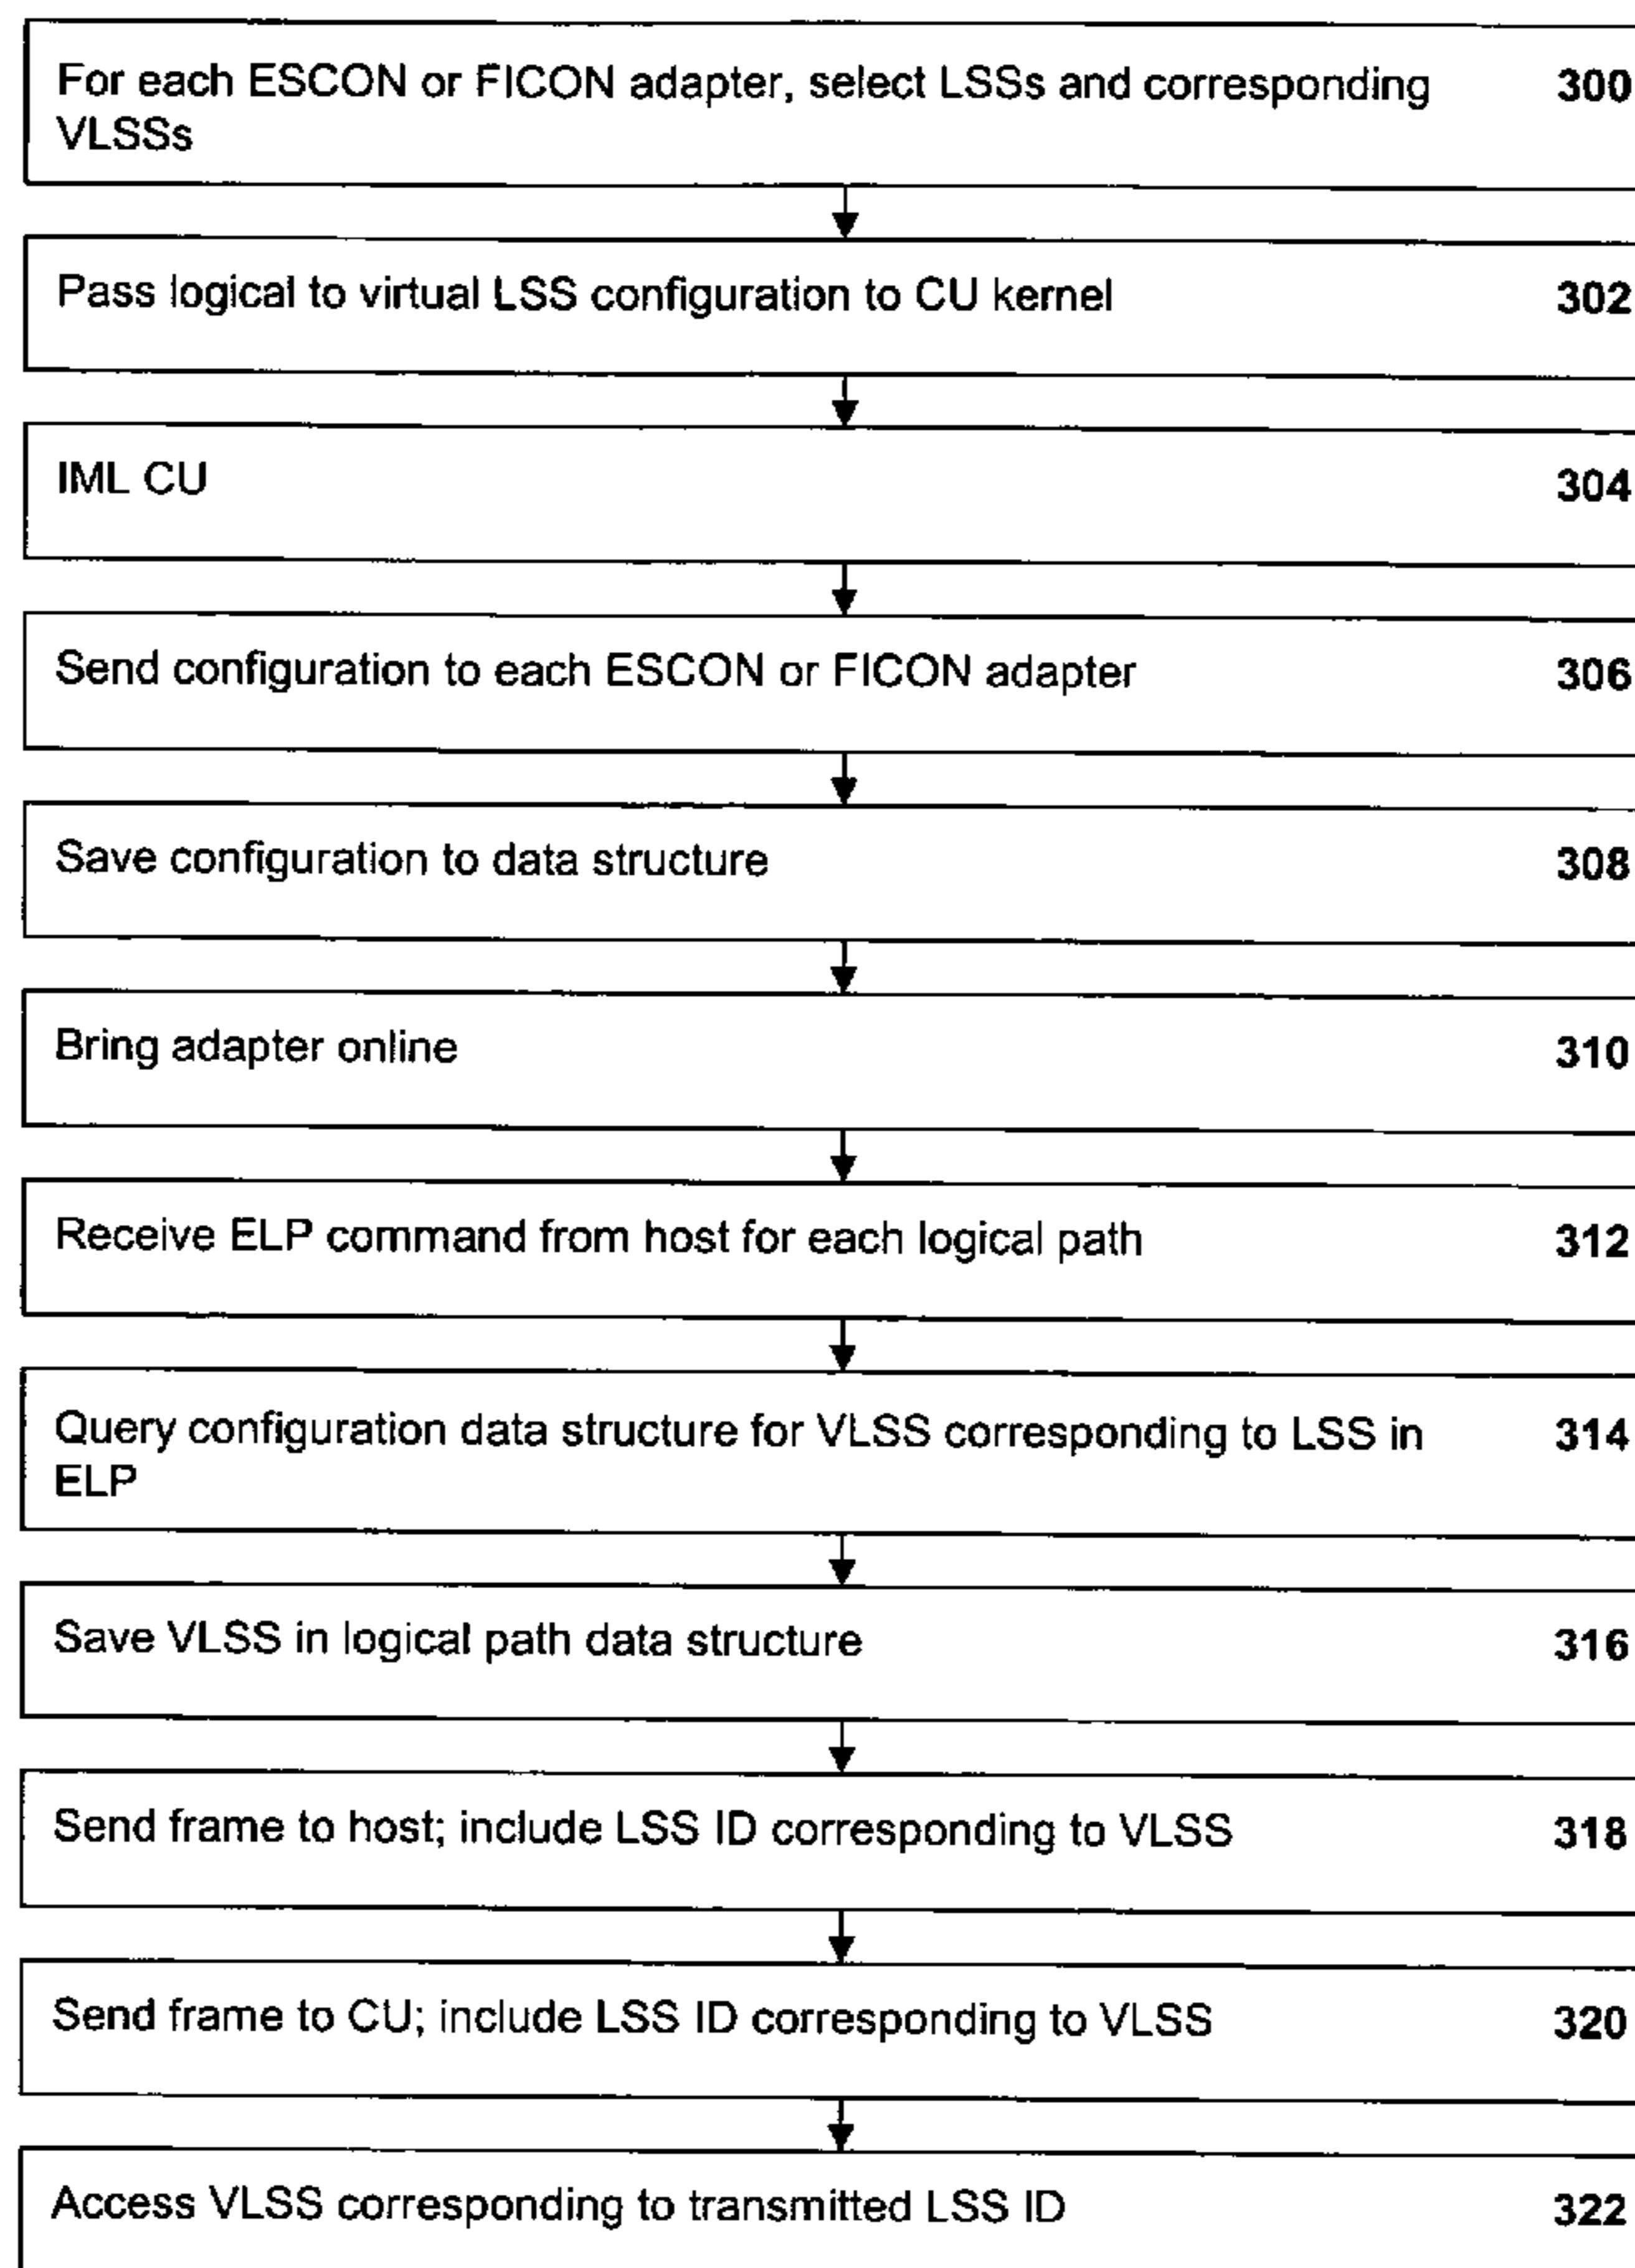 For each ESCON or FICON adapter, select LSSs and corresponding 300
VLSSs
Pass logical to virtual LSS configuration to CU kernel 302
IML CU 304
Send configuration to each ESCON or FICON adapter 306
Save configuration to data structure 308
Bring adapter online 310
Receive ELP command from host for each logical path 312
Query configuration data structure for VLSS corresponding to LSS in 314
ELP
Save VLSS in logical path data structure 316
Send frame to host; include LSS ID corresponding to VLSS 318
Send frame to CU; include LSS ID corresponding to VLSS 320
Access VLSS corresponding to transmitted LSS ID 322